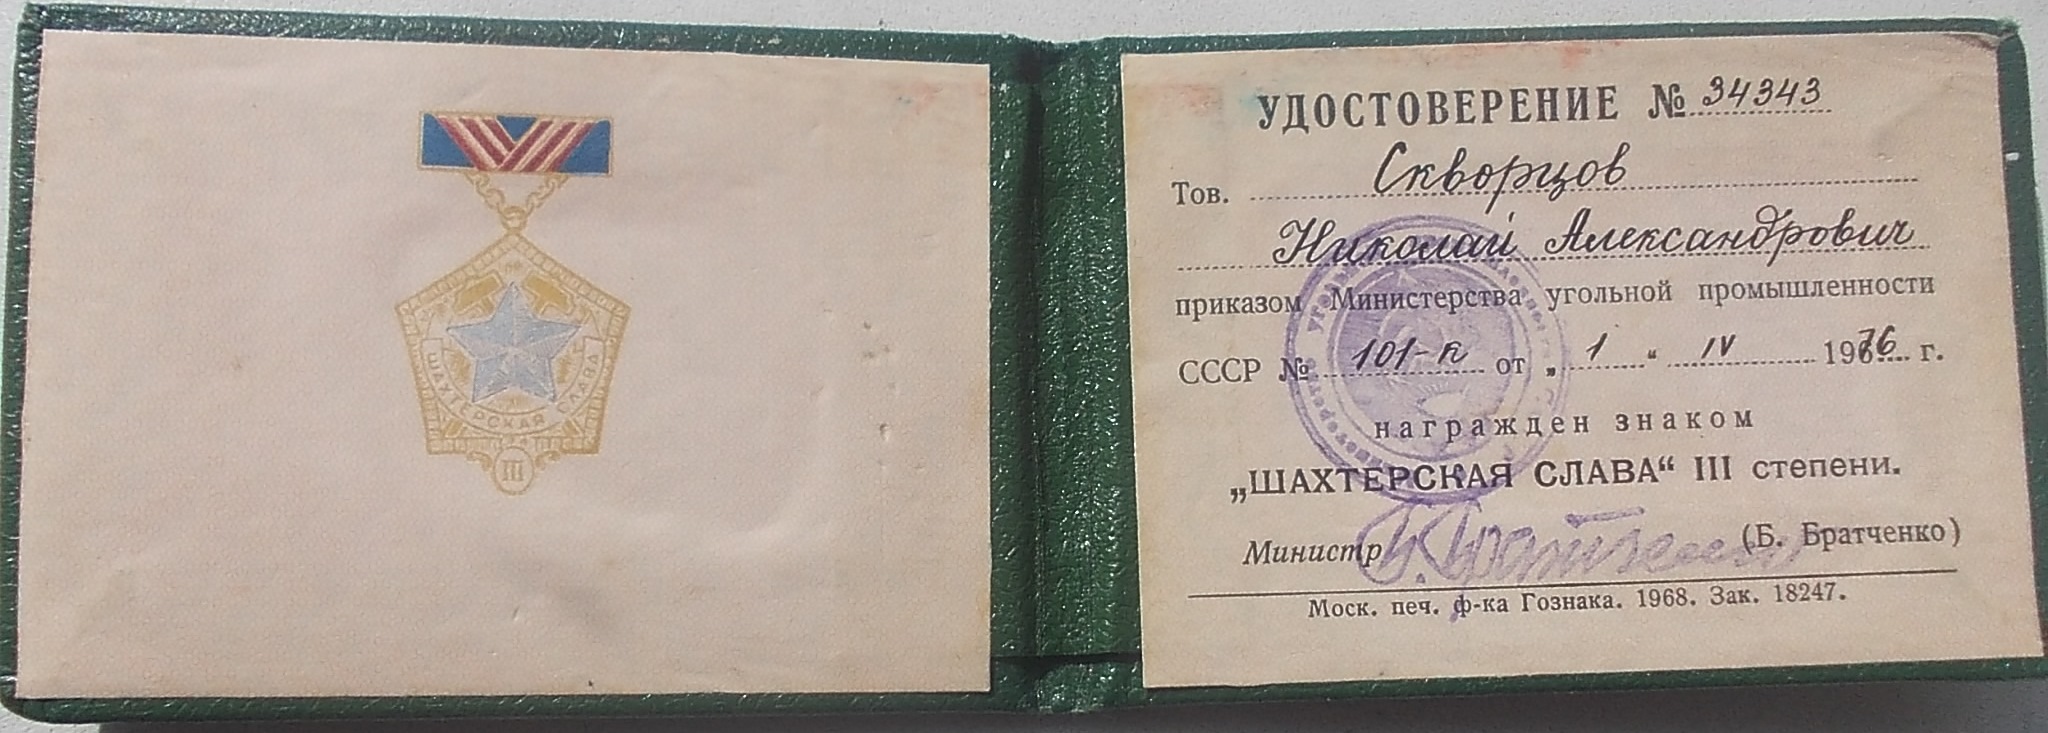 ШАХТЕРСКАЯ СЛАВА
III
УДОСТОВЕРЕНИЕ № 34343
Тов. Скворцов
Николай Александрович
приказом Министерства угольной промышленности
СССР № 101-к от „ 1 “ IV 1976 г.
награжден знаком
„ШАХТЕРСКАЯ СЛАВА“ III степени.
Министр (Б. Братченко)
Моск. печ. ф-ка Гознака. 1968. Зак. 18247.